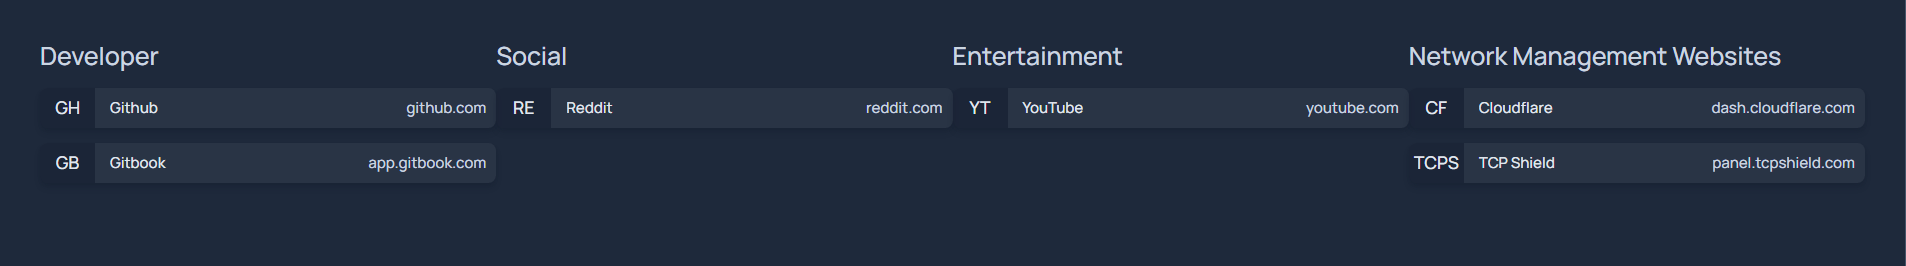 Developer
GH Github github.com
GB Gitbook app.gitbook.com
Social
RE Reddit reddit.com
Entertainment
YT YouTube youtube.com
Network Management Websites
CF Cloudflare dash.cloudflare.com
TCPS TCP Shield panel.tcpshield.com